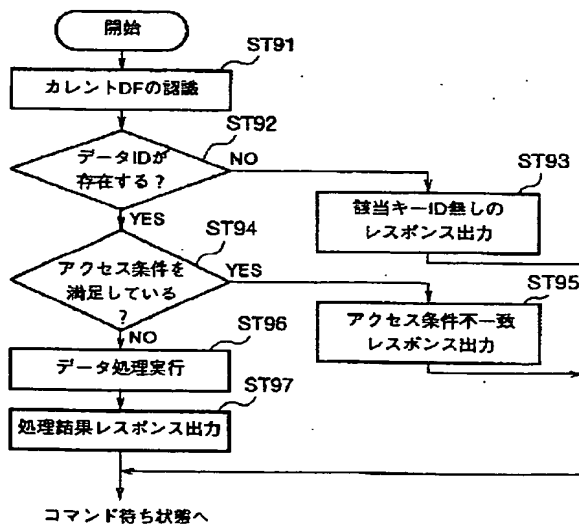 開始
ST91
カレントDFの認識
ST92
データIDが
存在する?
NO
YES
ST93
該当キーID無しの
レスポンス出力
ST94
アクセス条件を
満足している
?
YES
NO
ST95
アクセス条件不一致
レスポンス出力
ST96
データ処理実行
ST97
処理結果レスポンス出力
コマンド待ち状態へ